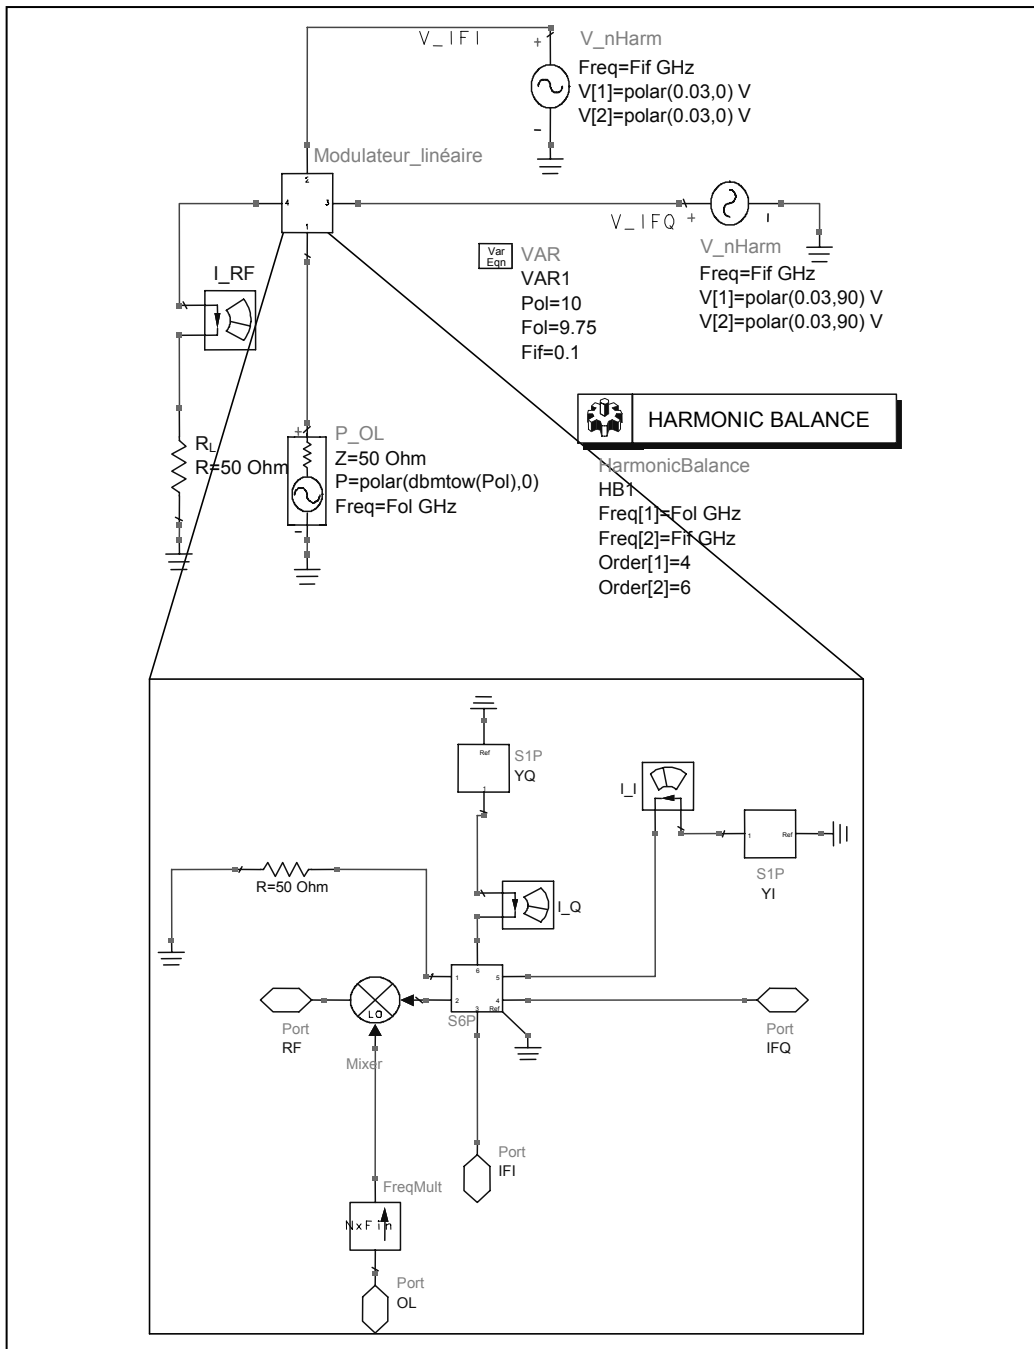 V_IFI
+
V_nHarm
Freq=Fif GHz
V[1]=polar(0.03,0) V
V[2]=polar(0.03,0) V
Modulateur_linéaire
2
4
3
1
V_IFQ
+
V_nHarm
Freq=Fif GHz
V[1]=polar(0.03,90) V
V[2]=polar(0.03,90) V
Var
Eqn
VAR
VAR1
Pol=10
Fol=9.75
Fif=0.1
I_RF
HARMONIC BALANCE
HarmonicBalance
HB1
Freq[1]=Fol GHz
Freq[2]=Fif GHz
Order[1]=4
Order[2]=6
RL
R=50 Ohm
+
P_OL
Z=50 Ohm
P=polar(dbmtow(Pol),0)
Freq=Fol GHz
Ref
1
S1P
YQ
I_I
1
Ref
S1P
YI
R=50 Ohm
I_Q
6
1
5
2
4
3
Ref
S6P
LO
Mixer
Port
RF
Port
IFQ
Port
IFI
FreqMult
NxFin
Port
OL